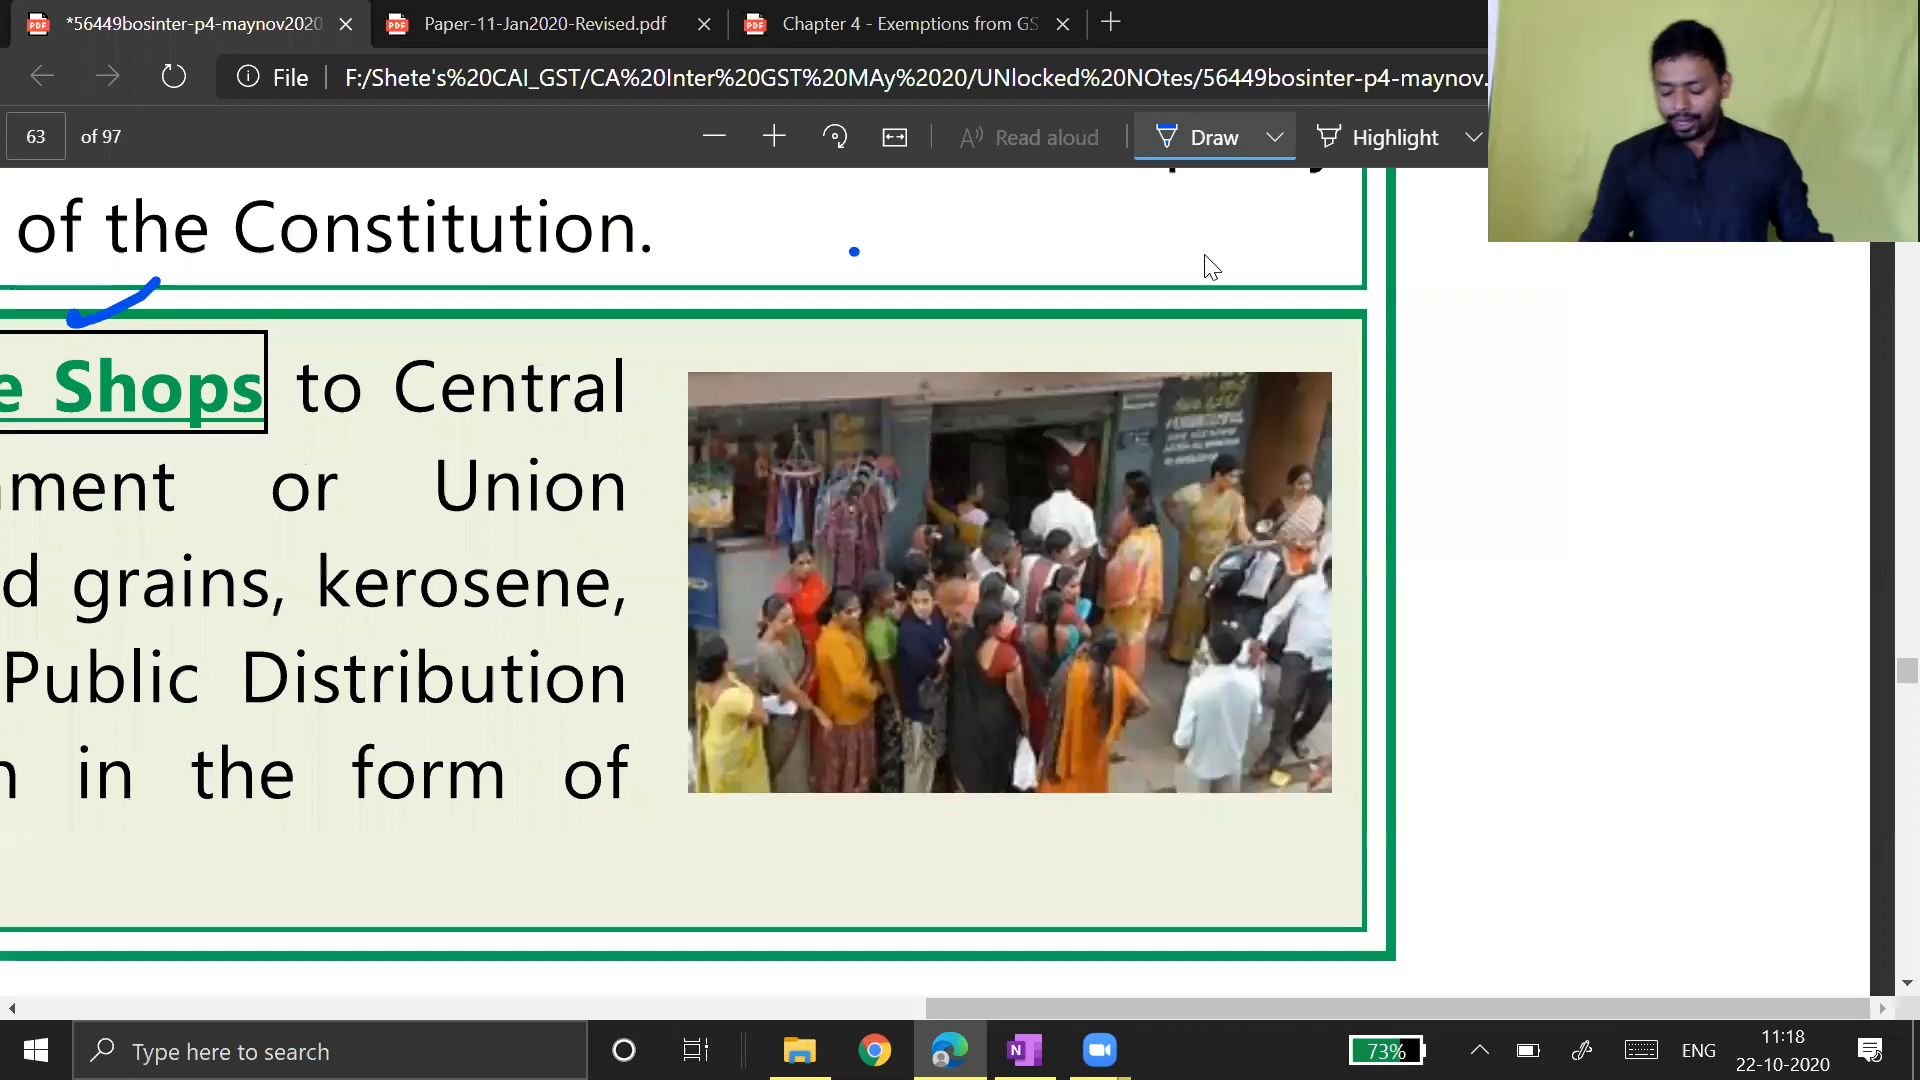 *56449bosinter-p4-maynov2020
Paper-11-Jan2020-Revised.pdf
Chapter 4 - Exemptions from GS
File
F:/Shete's%20CAI_GST/CA%20Inter%20GST%20MAy%202020/UNlocked%20NOtes/56449bosinter-p4-maynov.
63 of 97
Read aloud
Draw
Highlight
of the Constitution.
e Shops to Central
nment or Union
d grains, kerosene,
Public Distribution
n in the form of
Type here to search
73%
ENG
11:18
22-10-2020